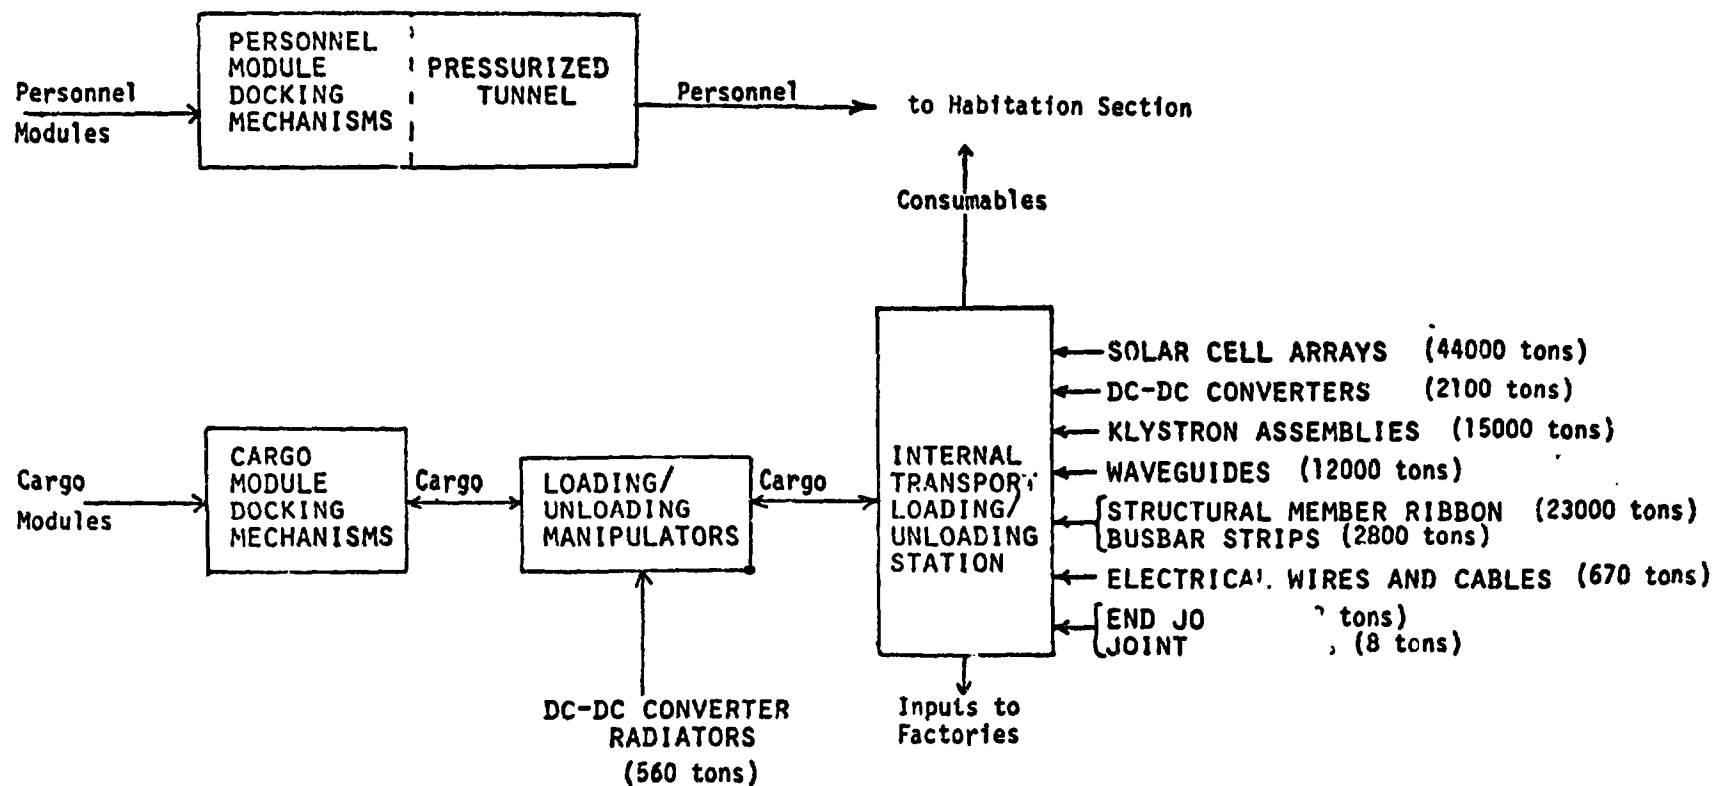 PERSONNEL
MODULE
DOCKING
MECHANISMS
PRESSURIZED
TUNNEL
Personnel
Modules
Personnel
to Habitation Section
Consumables
SOLAR CELL ARRAYS (44000 tons)
DC-DC CONVERTERS (2100 tons)
KLYSTRON ASSEMBLIES (15000 tons)
WAVEGUIDES (12000 tons)
STRUCTURAL MEMBER RIBBON (23000 tons)
BUSBAR STRIPS (2800 tons)
ELECTRICAL WIRES AND CABLES (670 tons)
END tons)
JOINT (8 tons)
INTERNAL
TRANSPORT
LOADING/
UNLOADING
STATION
Cargo
Modules
CARGO
MODULE
DOCKING
MECHANISMS
Cargo
LOADING/
UNLOADING
MANIPULATORS
Cargo
DC-DC CONVERTER
RADIATORS
(560 tons)
Inputs to
Factories